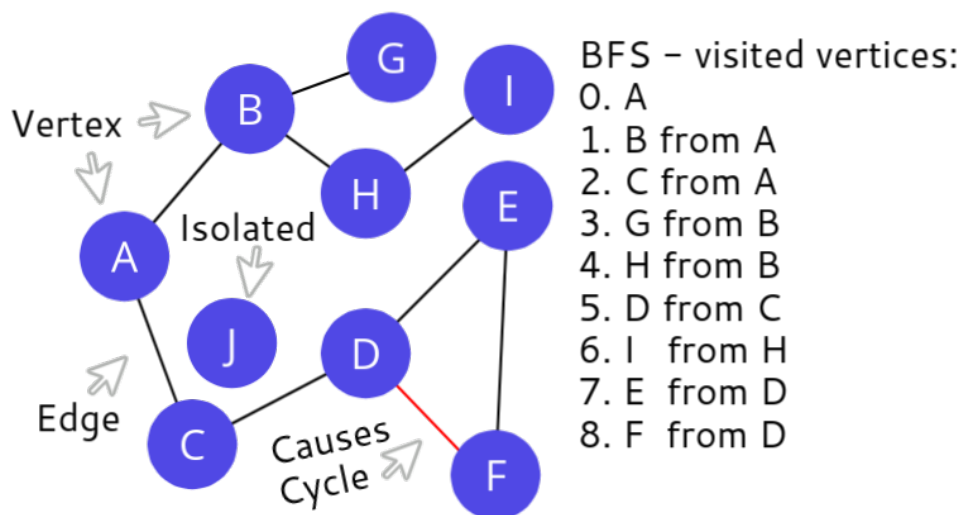 G
B
I
Vertex
H
E
Isolated
A
J
D
Edge
C
Causes
Cycle
F
BFS – visited vertices:
0. A
1. B from A
2. C from A
3. G from B
4. H from B
5. D from C
6. I from H
7. E from D
8. F from D